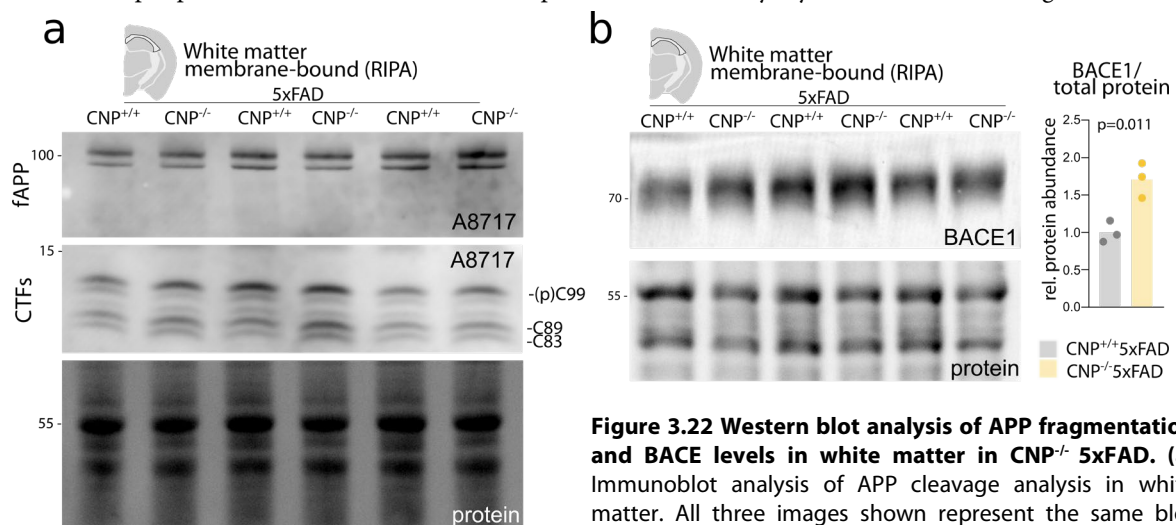 a
White matter
membrane-bound (RIPA)
5xFAD
CNP+/+ CNP-/- CNP+/+ CNP-/- CNP+/+ CNP-/-
100 -
fAPP
A8717
15 -
A8717
CTFs
-(p)C99
-C89
-C83
55 -
protein
b
White matter
membrane-bound (RIPA)
5xFAD
CNP+/+ CNP-/- CNP+/+ CNP-/- CNP+/+ CNP-/-
70 -
BACE1
55 -
protein
BACE1/
total protein
p=0.011
rel. protein abundance
2.5
2.0
1.5
1.0
0.5
0.0
CNP+/+5xFAD
CNP-/-5xFAD
Figure 3.22 Western blot analysis of APP fragmentatio
and BACE levels in white matter in CNP-/- 5xFAD. (
Immunoblot analysis of APP cleavage analysis in whit
matter. All three images shown represent the same blo